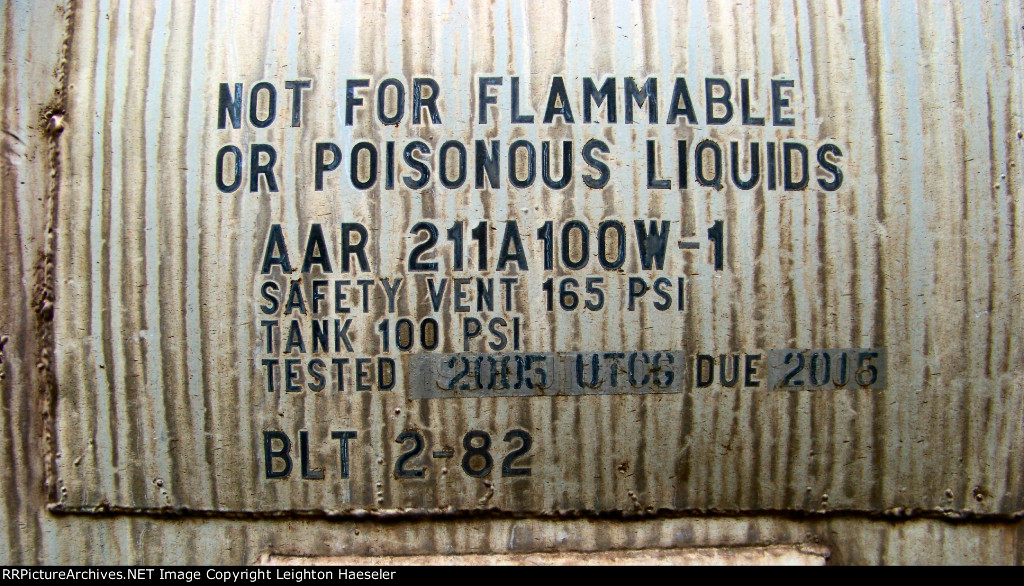 NOT FOR FLAMMABLE
OR POISONOUS LIQUIDS
AAR 211A100W-1
SAFETY VENT 165 PSI
TANK 100 PSI
TESTED 2005 UTCG DUE 2015
BLT 2-82
RRPictureArchives.NET Image Copyright Leighton Haeseler